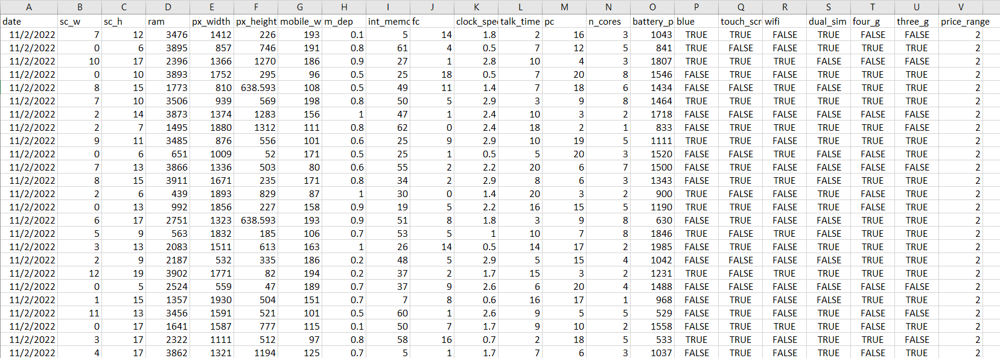 A B C D E F G H I J K L M N O P Q R S T U V
date sc_w sc_h ram px_width px_height mobile_w m_dep int_memo fc clock_spee talk_time pc n_cores battery_p blue touch_scr wifi dual_sim four_g three_g price_range
11/2/2022 7 12 3476 1412 226 193 0.1 5 14 1.8 2 16 3 1043 TRUE TRUE FALSE TRUE FALSE FALSE 2
11/2/2022 0 6 3895 857 746 191 0.8 61 4 0.5 7 12 5 841 TRUE FALSE FALSE TRUE TRUE TRUE 2
11/2/2022 10 17 2396 1366 1270 186 0.9 27 1 2.8 10 4 3 1807 TRUE TRUE TRUE FALSE FALSE FALSE 2
11/2/2022 0 10 3893 1752 295 96 0.5 25 18 0.5 7 20 8 1546 FALSE TRUE FALSE TRUE TRUE TRUE 2
11/2/2022 8 15 1773 810 638.593 108 0.5 49 11 1.4 7 18 6 1434 FALSE FALSE TRUE FALSE TRUE TRUE 2
11/2/2022 7 10 3506 939 569 198 0.8 50 5 2.9 3 9 8 1464 TRUE TRUE TRUE TRUE TRUE TRUE 2
11/2/2022 2 14 3873 1374 1283 156 1 47 1 2.4 10 3 2 1718 FALSE FALSE FALSE FALSE FALSE TRUE 2
11/2/2022 2 7 1495 1880 1312 111 0.8 62 0 2.4 18 2 1 833 FALSE TRUE TRUE TRUE TRUE FALSE 2
11/2/2022 9 11 3485 876 556 101 0.6 25 9 2.9 10 19 5 1111 TRUE TRUE FALSE TRUE TRUE TRUE 2
11/2/2022 0 6 651 1009 52 171 0.5 25 1 0.5 5 20 3 1520 FALSE FALSE TRUE TRUE FALSE TRUE 2
11/2/2022 7 13 3866 1336 503 80 0.6 55 2 2.2 20 6 7 1500 FALSE TRUE FALSE FALSE FALSE FALSE 2
11/2/2022 8 15 3911 1671 235 171 0.8 34 2 2.9 8 6 3 1343 FALSE TRUE TRUE FALSE TRUE TRUE 2
11/2/2022 2 6 439 1893 829 87 1 30 0 1.4 20 3 2 900 TRUE FALSE FALSE TRUE FALSE TRUE 2
11/2/2022 0 13 992 1856 227 158 0.9 19 5 2.2 16 15 5 1190 TRUE TRUE FALSE TRUE FALSE TRUE 2
11/2/2022 6 17 2751 1323 638.593 193 0.9 51 8 1.8 3 9 8 630 FALSE TRUE FALSE FALSE TRUE TRUE 2
11/2/2022 5 9 563 1832 185 106 0.7 53 5 1 10 7 8 1846 TRUE FALSE TRUE TRUE FALSE TRUE 2
11/2/2022 3 13 2083 1511 613 163 1 26 14 0.5 14 17 2 1985 FALSE TRUE FALSE TRUE TRUE TRUE 2
11/2/2022 2 9 2187 532 335 186 0.2 48 5 2.9 5 15 4 1042 FALSE FALSE FALSE FALSE TRUE TRUE 2
11/2/2022 12 19 3902 1771 82 194 0.2 37 2 1.7 15 3 2 1231 TRUE FALSE TRUE TRUE FALSE TRUE 2
11/2/2022 0 5 2524 559 47 189 0.7 37 9 2.6 6 20 4 1488 FALSE FALSE FALSE FALSE FALSE FALSE 2
11/2/2022 1 15 1357 1930 504 151 0.7 7 8 0.6 16 17 1 968 FALSE TRUE FALSE FALSE TRUE TRUE 2
11/2/2022 11 13 3456 1591 521 101 0.5 60 1 2.6 9 5 5 529 FALSE TRUE FALSE TRUE FALSE FALSE 2
11/2/2022 0 17 1641 1587 777 115 0.1 50 7 1.7 9 10 2 1558 FALSE TRUE TRUE TRUE FALSE TRUE 2
11/2/2022 3 17 2322 1111 512 97 0.8 58 16 0.7 2 18 5 533 TRUE TRUE FALSE TRUE TRUE FALSE 2
11/2/2022 4 17 3862 1321 1194 125 0.7 5 1 1.7 7 6 3 1037 FALSE TRUE FALSE TRUE FALSE TRUE 2